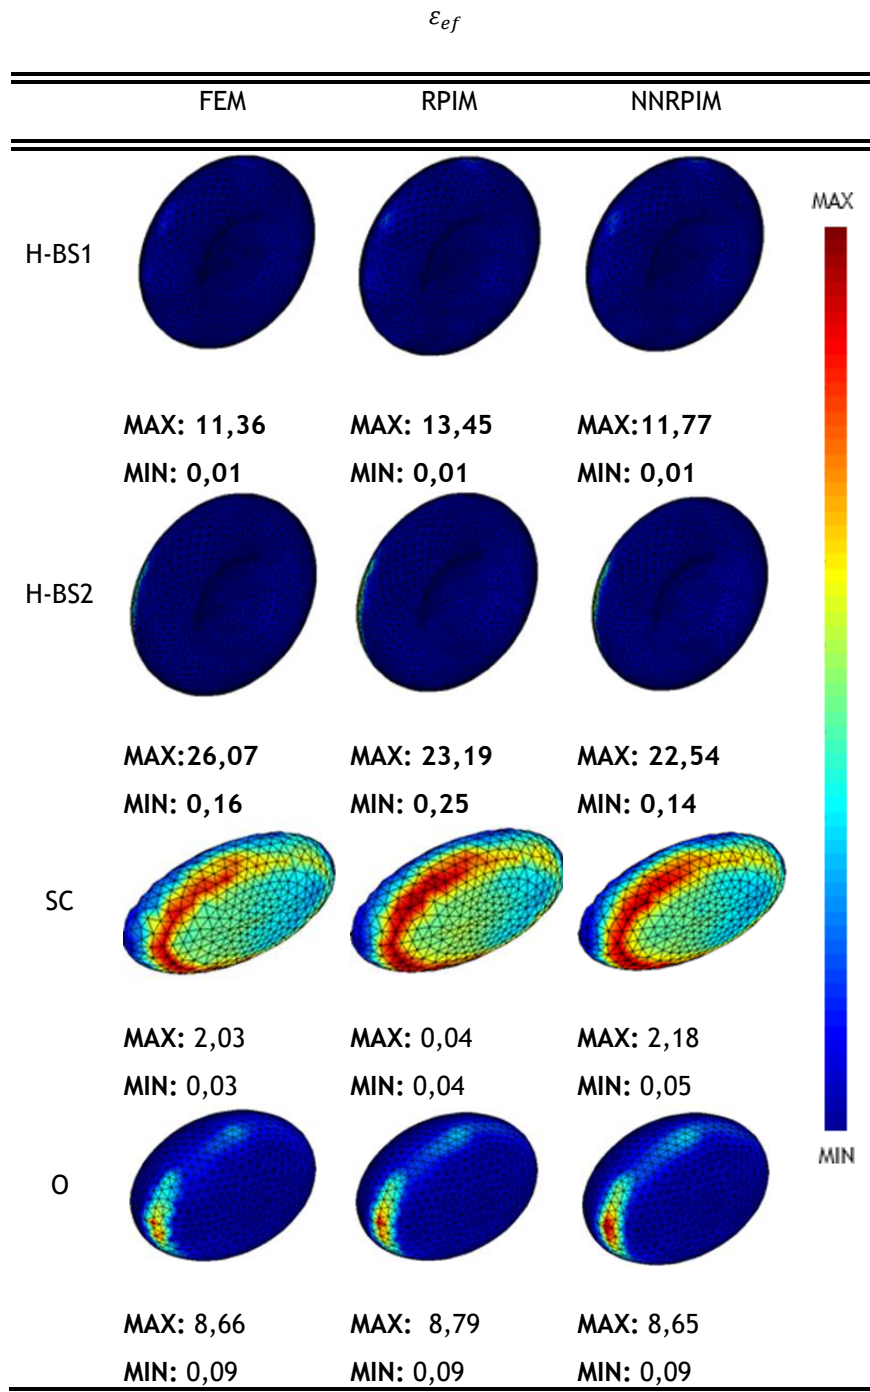 ε_ef
FEM RPIM NNRPIM
MAX
H-BS1
MAX: 11,36 MAX: 13,45 MAX:11,77
MIN: 0,01 MIN: 0,01 MIN: 0,01
H-BS2
MAX:26,07 MAX: 23,19 MAX: 22,54
MIN: 0,16 MIN: 0,25 MIN: 0,14
SC
MAX: 2,03 MAX: 0,04 MAX: 2,18
MIN: 0,03 MIN: 0,04 MIN: 0,05
MIN
O
MAX: 8,66 MAX: 8,79 MAX: 8,65
MIN: 0,09 MIN: 0,09 MIN: 0,09